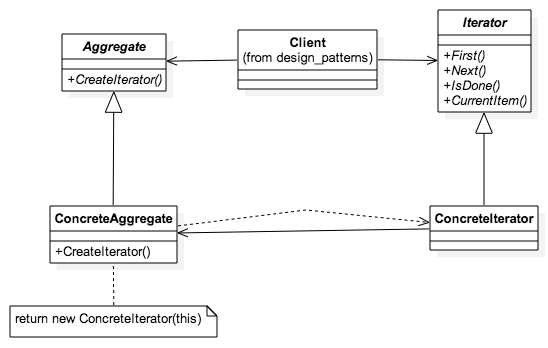 Aggregate
+CreateIterator()
Client
(from design_patterns)
Iterator
+First()
+Next()
+IsDone()
+CurrentItem()
ConcreteAggregate
+CreateIterator()
ConcreteIterator
return new ConcreteIterator(this)